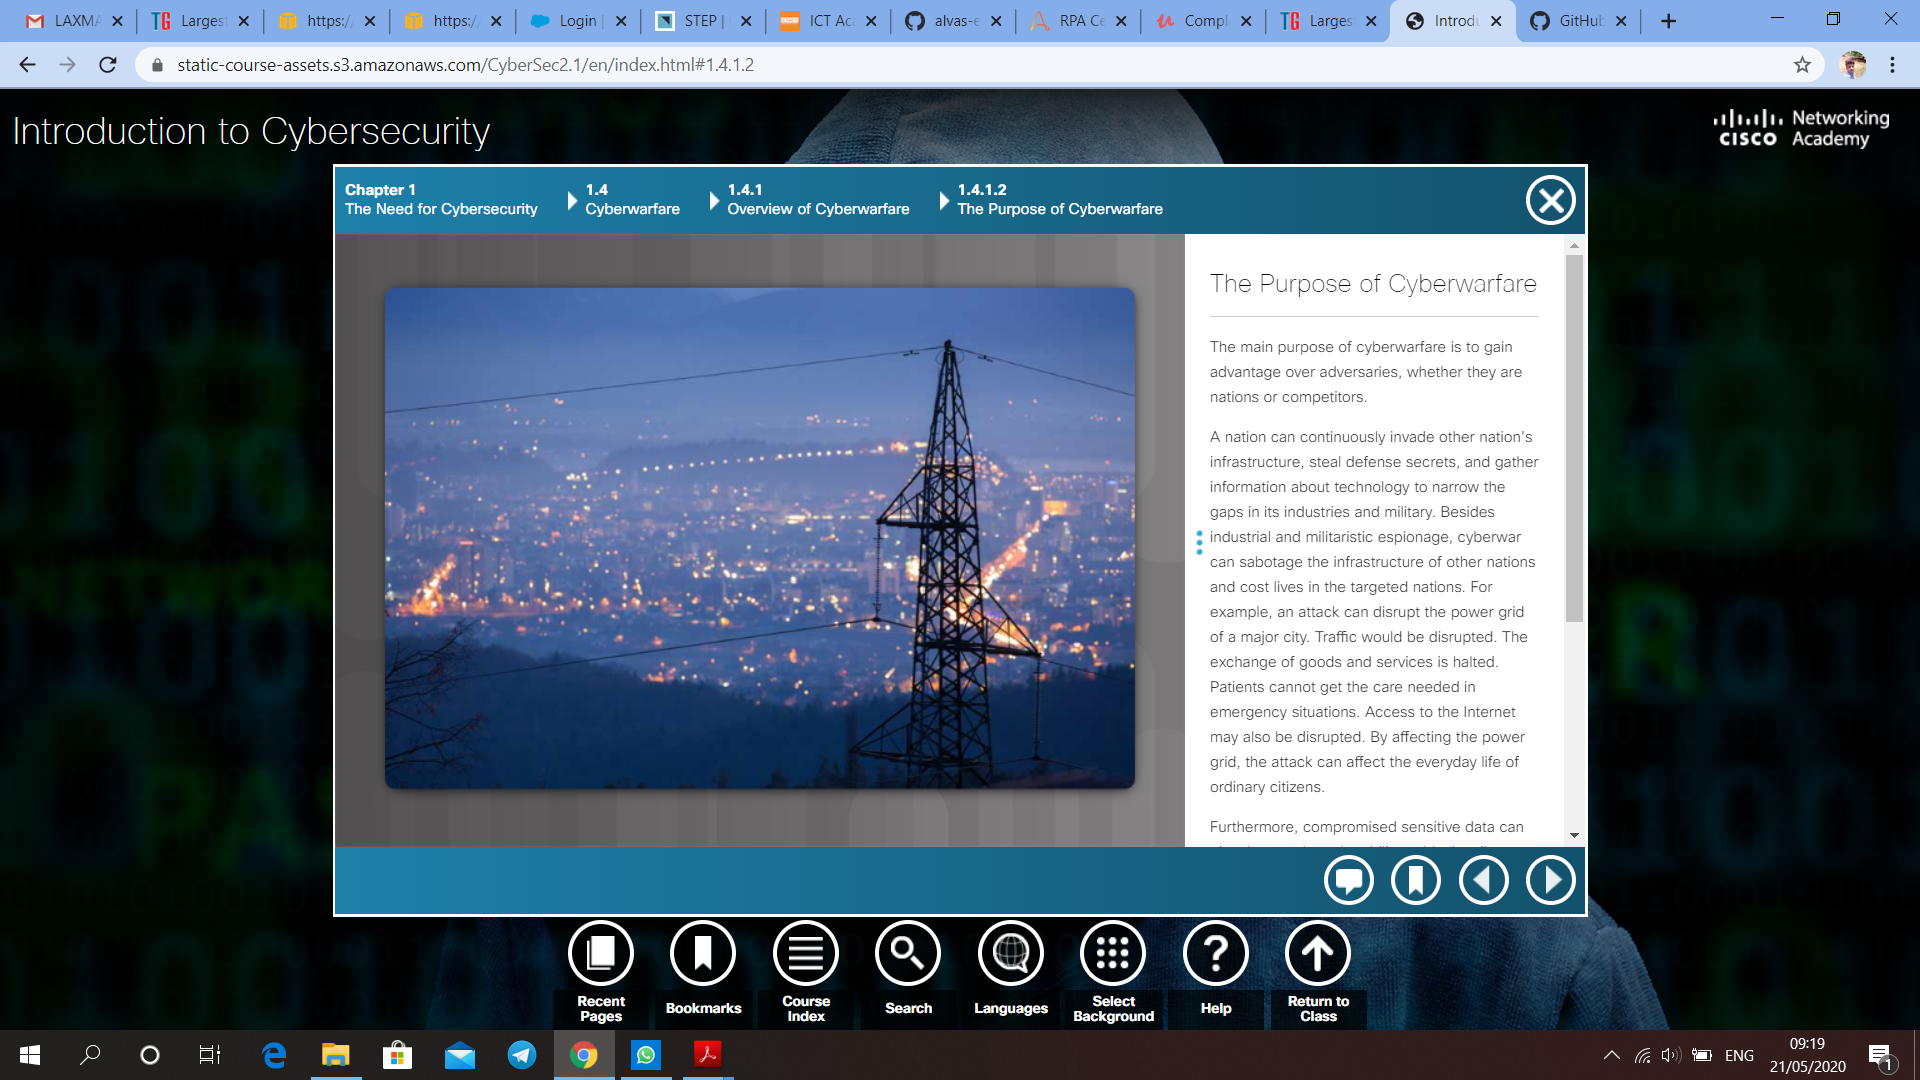 LAXMA
Largest
https:/
https:/
Login |
STEP |
ICT Aca
alvas-e
RPA Ce
Compl
Largest
Introdu
GitHub
static-course-assets.s3.amazonaws.com/CyberSec2.1/en/index.html#1.4.1.2
Introduction to Cybersecurity
CISCO Networking Academy
Chapter 1
The Need for Cybersecurity
1.4
Cyberwarfare
1.4.1
Overview of Cyberwarfare
1.4.1.2
The Purpose of Cyberwarfare
The Purpose of Cyberwarfare
The main purpose of cyberwarfare is to gain
advantage over adversaries, whether they are
nations or competitors.
A nation can continuously invade other nation's
infrastructure, steal defense secrets, and gather
information about technology to narrow the
gaps in its industries and military. Besides
industrial and militaristic espionage, cyberwar
can sabotage the infrastructure of other nations
and cost lives in the targeted nations. For
example, an attack can disrupt the power grid
of a major city. Traffic would be disrupted. The
exchange of goods and services is halted.
Patients cannot get the care needed in
emergency situations. Access to the Internet
may also be disrupted. By affecting the power
grid, the attack can affect the everyday life of
ordinary citizens.
Furthermore, compromised sensitive data can
Recent
Pages
Bookmarks
Course
Index
Search
Languages
Select
Background
Help
Return to
Class
ENG
09:19
21/05/2020
1